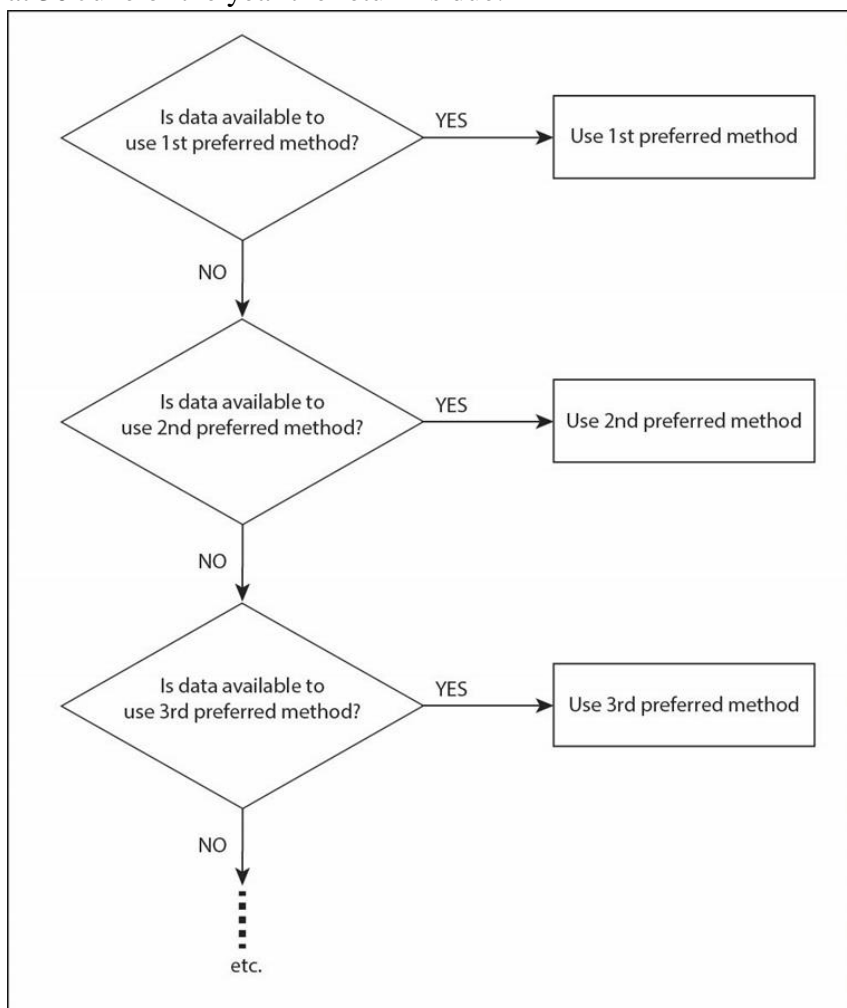 Is data available to
use 1st preferred method?
YES
Use 1st preferred method
NO
Is data available to
use 2nd preferred method?
YES
Use 2nd preferred method
NO
Is data available to
use 3rd preferred method?
YES
Use 3rd preferred method
NO
etc.